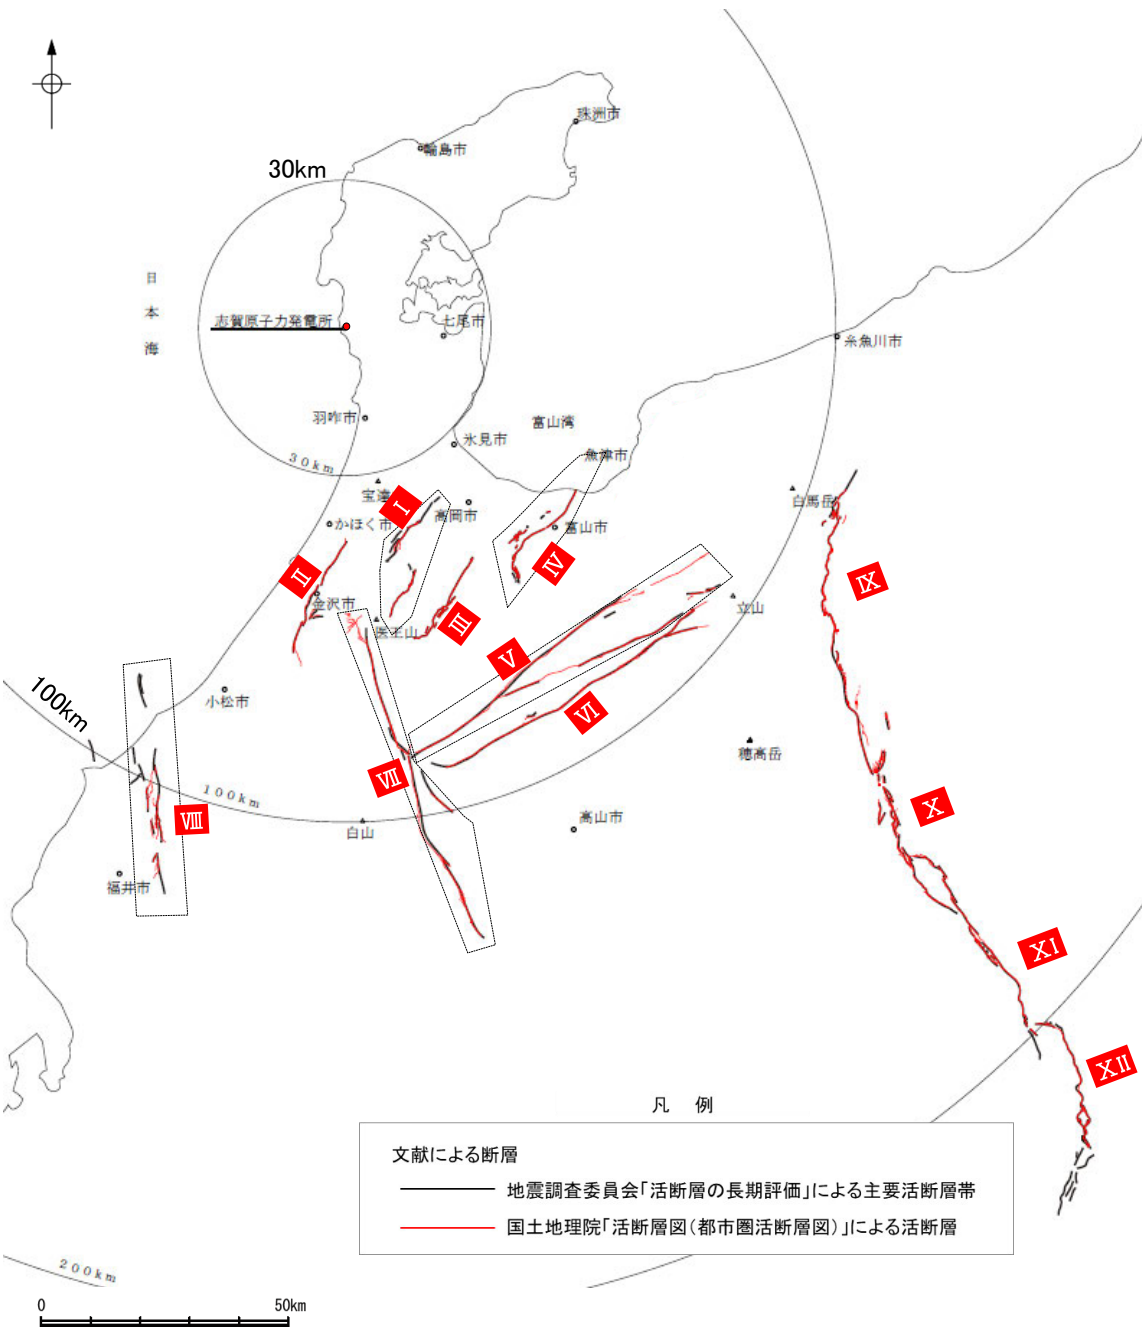 珠洲市
輪島市
30km
日本海
志賀原子力発電所
七尾市
糸魚川市
羽咋市
富山湾
氷見市
魚津市
30km
宝達
白馬岳
Ⅰ
高岡市
かほく市
富山市
Ⅳ
Ⅱ
Ⅸ
金沢市
立山
Ⅲ
医王山
Ⅴ
100km
小松市
Ⅵ
穂高岳
Ⅶ
100km
Ⅹ
Ⅷ
白山
高山市
福井市
ⅩⅠ
ⅩⅡ
凡 例
文献による断層
地震調査委員会「活断層の長期評価」による主要活断層帯
国土地理院「活断層図(都市圏活断層図)」による活断層
200km
0 50km